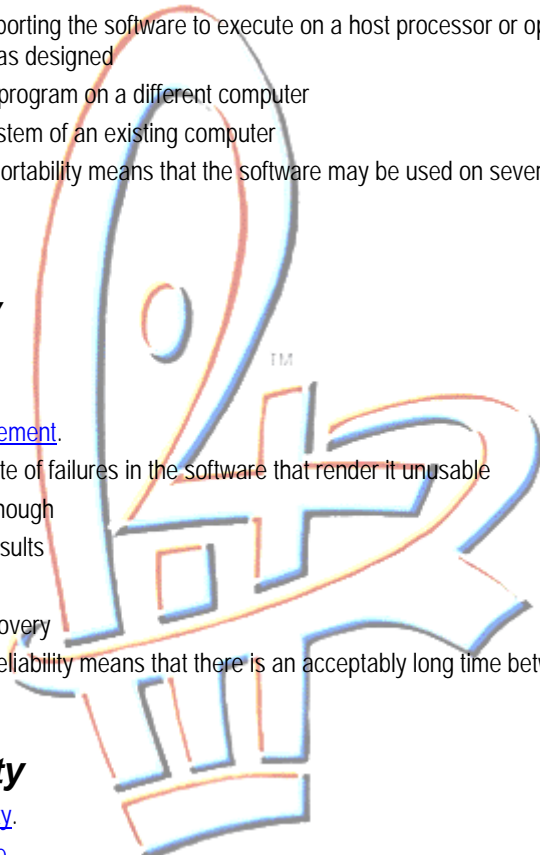 porting the software to execute on a host processor or op
as designed
program on a different computer
stem of an existing computer
ortability means that the software may be used on sever
y
TM
ement.
te of failures in the software that render it unusable
nough
sults
overy
eliability means that there is an acceptably long time betw
ty
y.